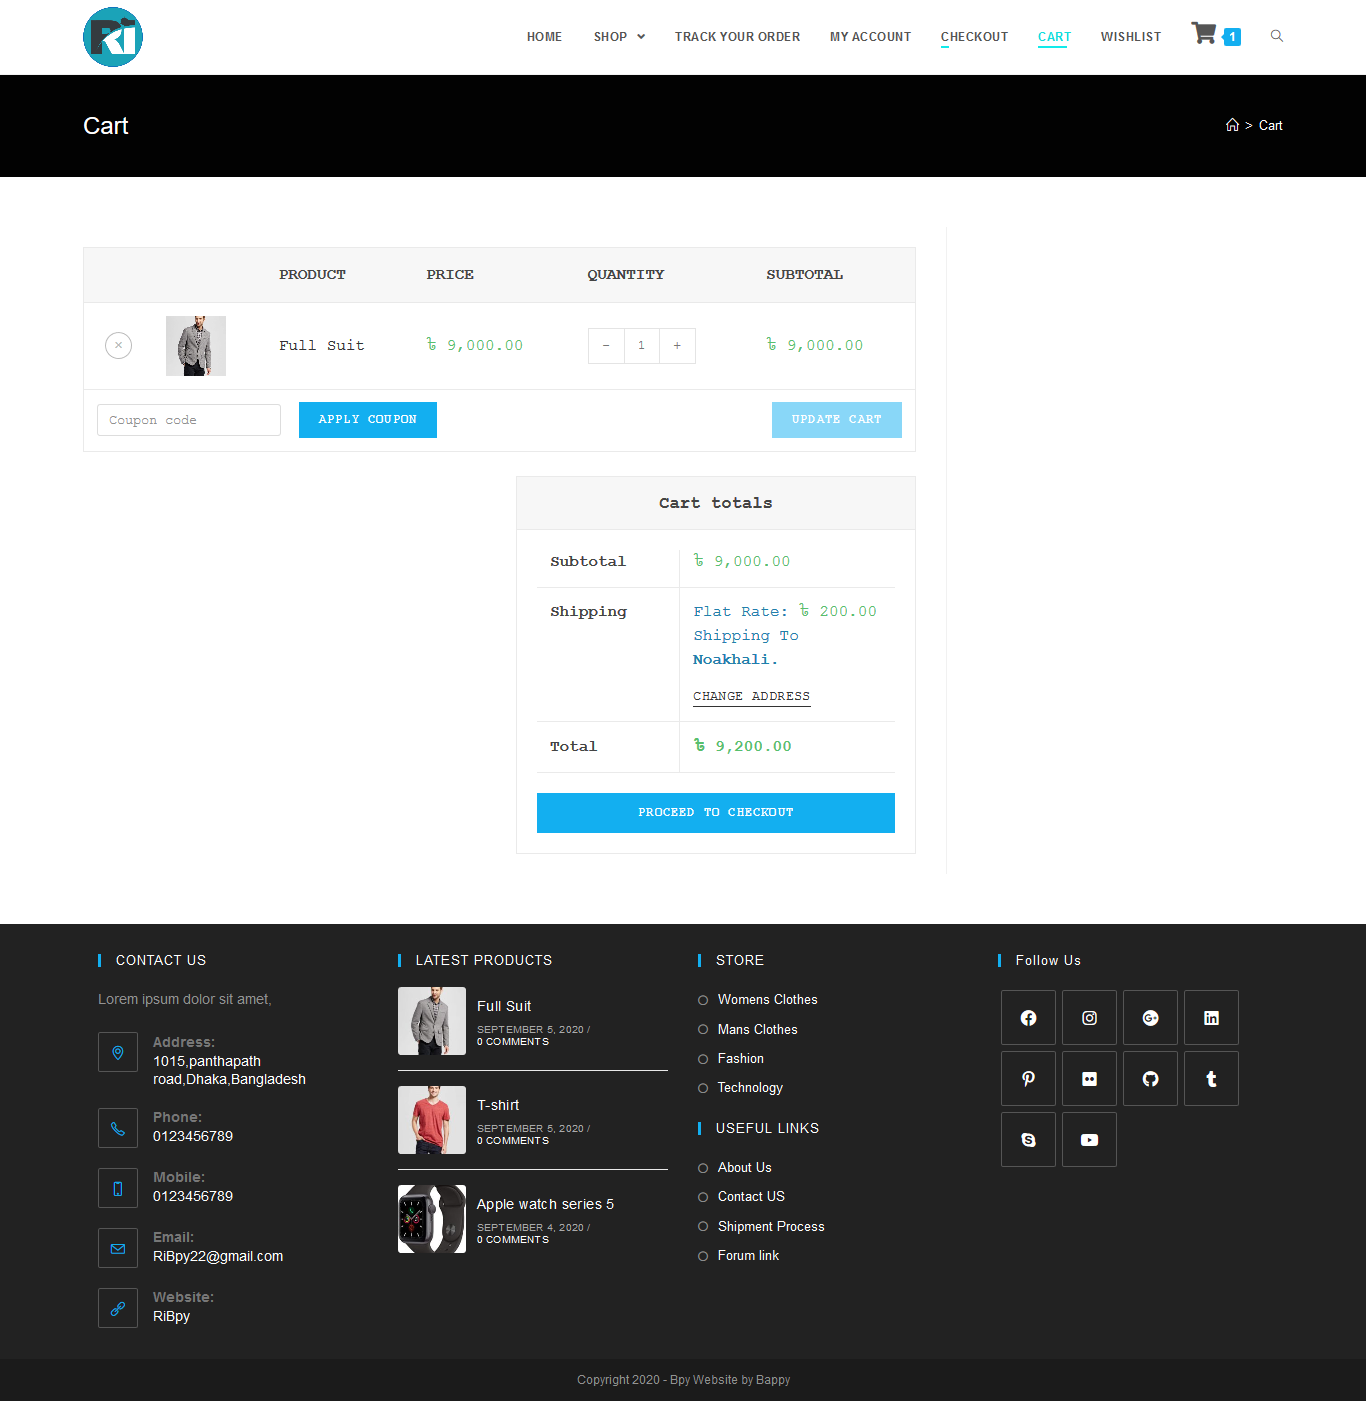 Ri
HOME SHOP TRACK YOUR ORDER MY ACCOUNT CHECKOUT CART WISHLIST 1
Cart
> Cart
PRODUCT PRICE QUANTITY SUBTOTAL
× Full Suit ৳ 9,000.00 - 1 + ৳ 9,000.00
Coupon code APPLY COUPON UPDATE CART
Cart totals
Subtotal ৳ 9,000.00
Shipping Flat Rate: ৳ 200.00
Shipping To
Noakhali.
CHANGE ADDRESS
Total ৳ 9,200.00
PROCEED TO CHECKOUT
CONTACT US
Lorem ipsum dolor sit amet,
Address:
1015,panthapath
road,Dhaka,Bangladesh
Phone:
0123456789
Mobile:
0123456789
Email:
RiBpy22@gmail.com
Website:
RiBpy
LATEST PRODUCTS
Full Suit
SEPTEMBER 5, 2020 /
0 COMMENTS
T-shirt
SEPTEMBER 5, 2020 /
0 COMMENTS
Apple watch series 5
SEPTEMBER 4, 2020 /
0 COMMENTS
STORE
Womens Clothes
Mans Clothes
Fashion
Technology
USEFUL LINKS
About Us
Contact US
Shipment Process
Forum link
Follow Us
Copyright 2020 - Bpy Website by Bappy